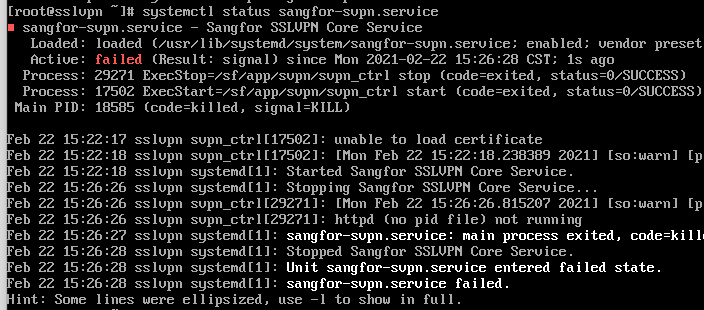 [root@sslvpn ~]# systemctl status sangfor-svpn.service
sangfor-svpn.service - Sangfor SSLVPN Core Service
Loaded: loaded (/usr/lib/systemd/system/sangfor-svpn.service; enabled; vendor preset
Active: failed (Result: signal) since Mon 2021-02-22 15:26:28 CST; 1s ago
Process: 29271 ExecStop=/sf/app/svpn/svpn_ctrl stop (code=exited, status=0/SUCCESS)
Process: 17502 ExecStart=/sf/app/svpn/svpn_ctrl start (code=exited, status=0/SUCCESS)
Main PID: 18585 (code=killed, signal=KILL)
Feb 22 15:22:17 sslvpn svpn_ctrl[17502]: unable to load certificate
Feb 22 15:22:18 sslvpn svpn_ctrl[17502]: [Mon Feb 22 15:22:18.238389 2021] [so:warn] [p
Feb 22 15:22:18 sslvpn systemd[1]: Started Sangfor SSLVPN Core Service.
Feb 22 15:26:26 sslvpn systemd[1]: Stopping Sangfor SSLVPN Core Service...
Feb 22 15:26:26 sslvpn svpn_ctrl[29271]: [Mon Feb 22 15:26:26.815207 2021] [so:warn] [p
Feb 22 15:26:26 sslvpn svpn_ctrl[29271]: httpd (no pid file) not running
Feb 22 15:26:27 sslvpn systemd[1]: sangfor-svpn.service: main process exited, code=kill
Feb 22 15:26:28 sslvpn systemd[1]: Stopped Sangfor SSLVPN Core Service.
Feb 22 15:26:28 sslvpn systemd[1]: Unit sangfor-svpn.service entered failed state.
Feb 22 15:26:28 sslvpn systemd[1]: sangfor-svpn.service failed.
Hint: Some lines were ellipsized, use -l to show in full.